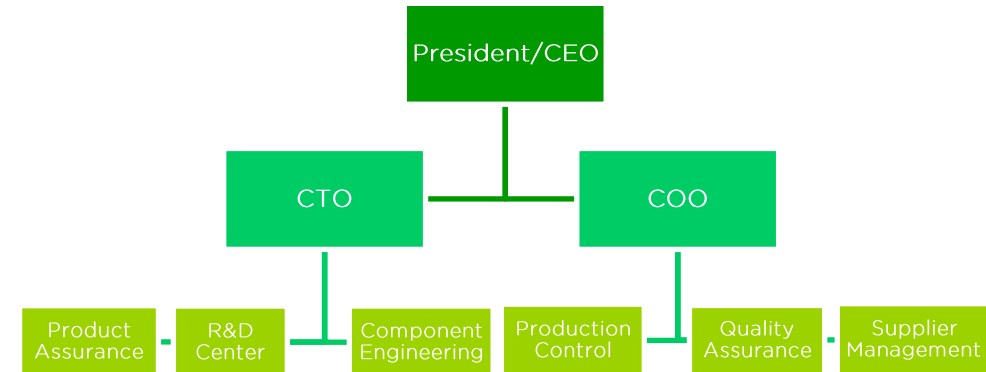 President/CEO
CTO
COO
Product
Assurance
R&D
Center
Component
Engineering
Production
Control
Quality
Assurance
Supplier
Management